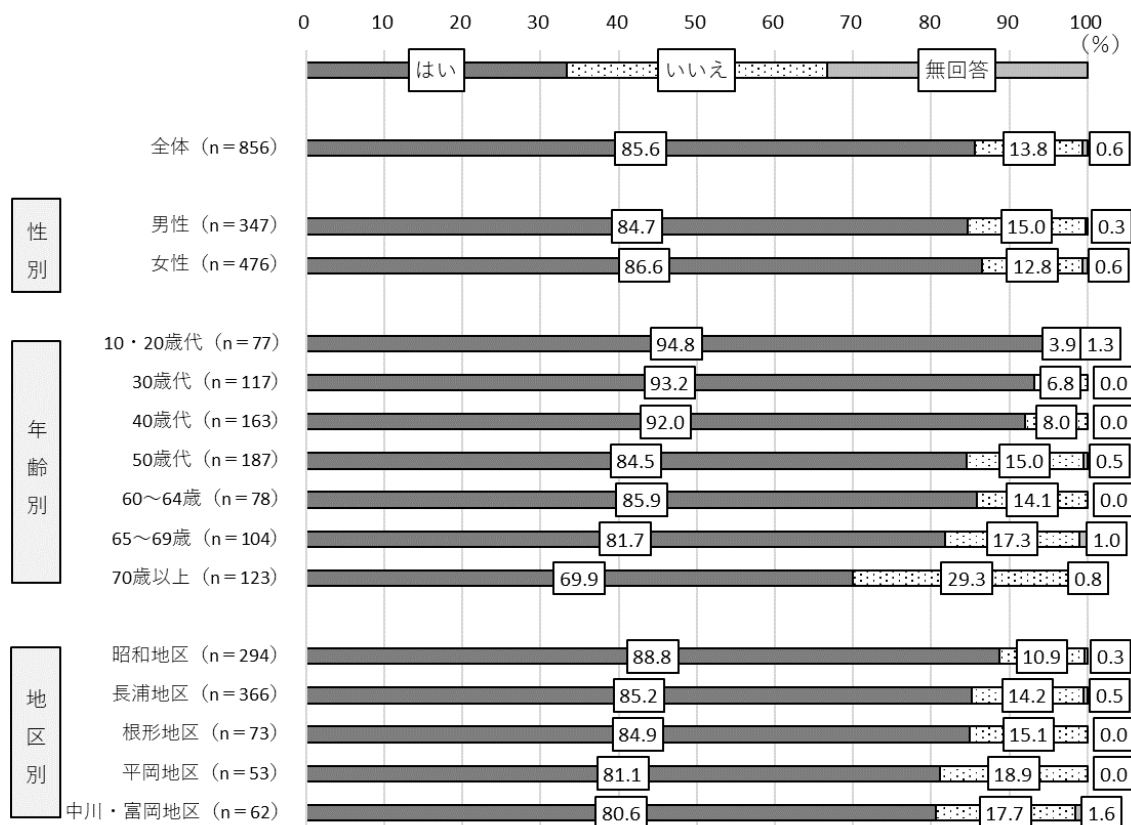 0 10 20 30 40 50 60 70 80 90 100
(%)
はい いいえ 無回答
全体（n＝856） 85.6 13.8 0.6
性別
男性（n＝347） 84.7 15.0 0.3
女性（n＝476） 86.6 12.8 0.6
年齢別
10・20歳代（n＝77） 94.8 3.9 1.3
30歳代（n＝117） 93.2 6.8 0.0
40歳代（n＝163） 92.0 8.0 0.0
50歳代（n＝187） 84.5 15.0 0.5
60～64歳（n＝78） 85.9 14.1 0.0
65～69歳（n＝104） 81.7 17.3 1.0
70歳以上（n＝123） 69.9 29.3 0.8
地区別
昭和地区（n＝294） 88.8 10.9 0.3
長浦地区（n＝366） 85.2 14.2 0.5
根形地区（n＝73） 84.9 15.1 0.0
平岡地区（n＝53） 81.1 18.9 0.0
中川・富岡地区（n＝62） 80.6 17.7 1.6